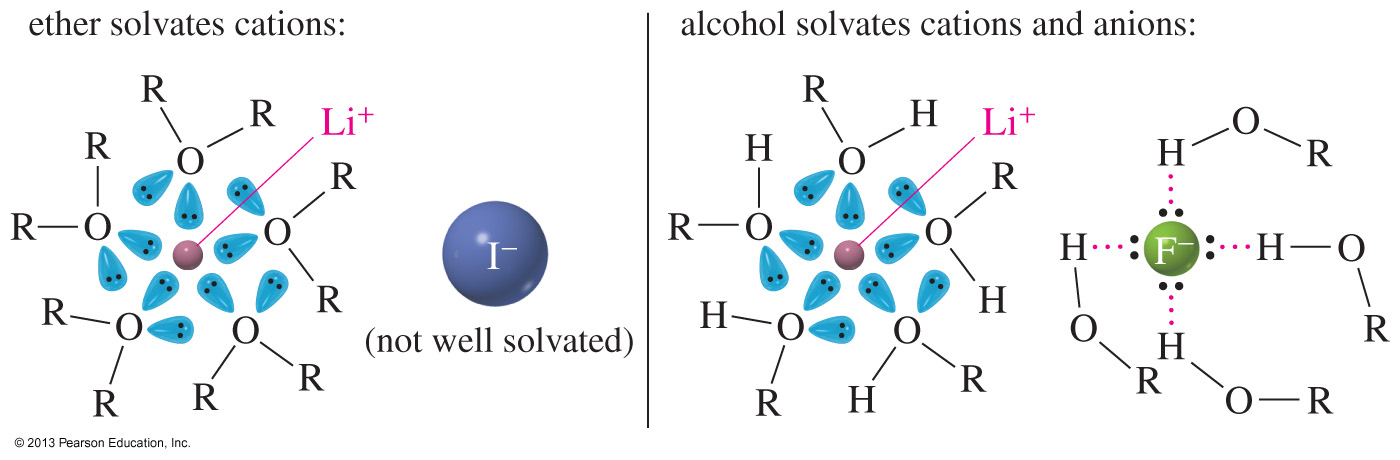 ether solvates cations:
R
R
Li⁺
R
O
R
R
O
O
R
R
O
O
R
R
R
I⁻
(not well solvated)
alcohol solvates cations and anions:
R
H
Li⁺
H
O
R
R
O
O
H
H
O
O
R
R
H
O
H
R
H
F⁻
H
O
O
H
R
R
O
R
© 2013 Pearson Education, Inc.